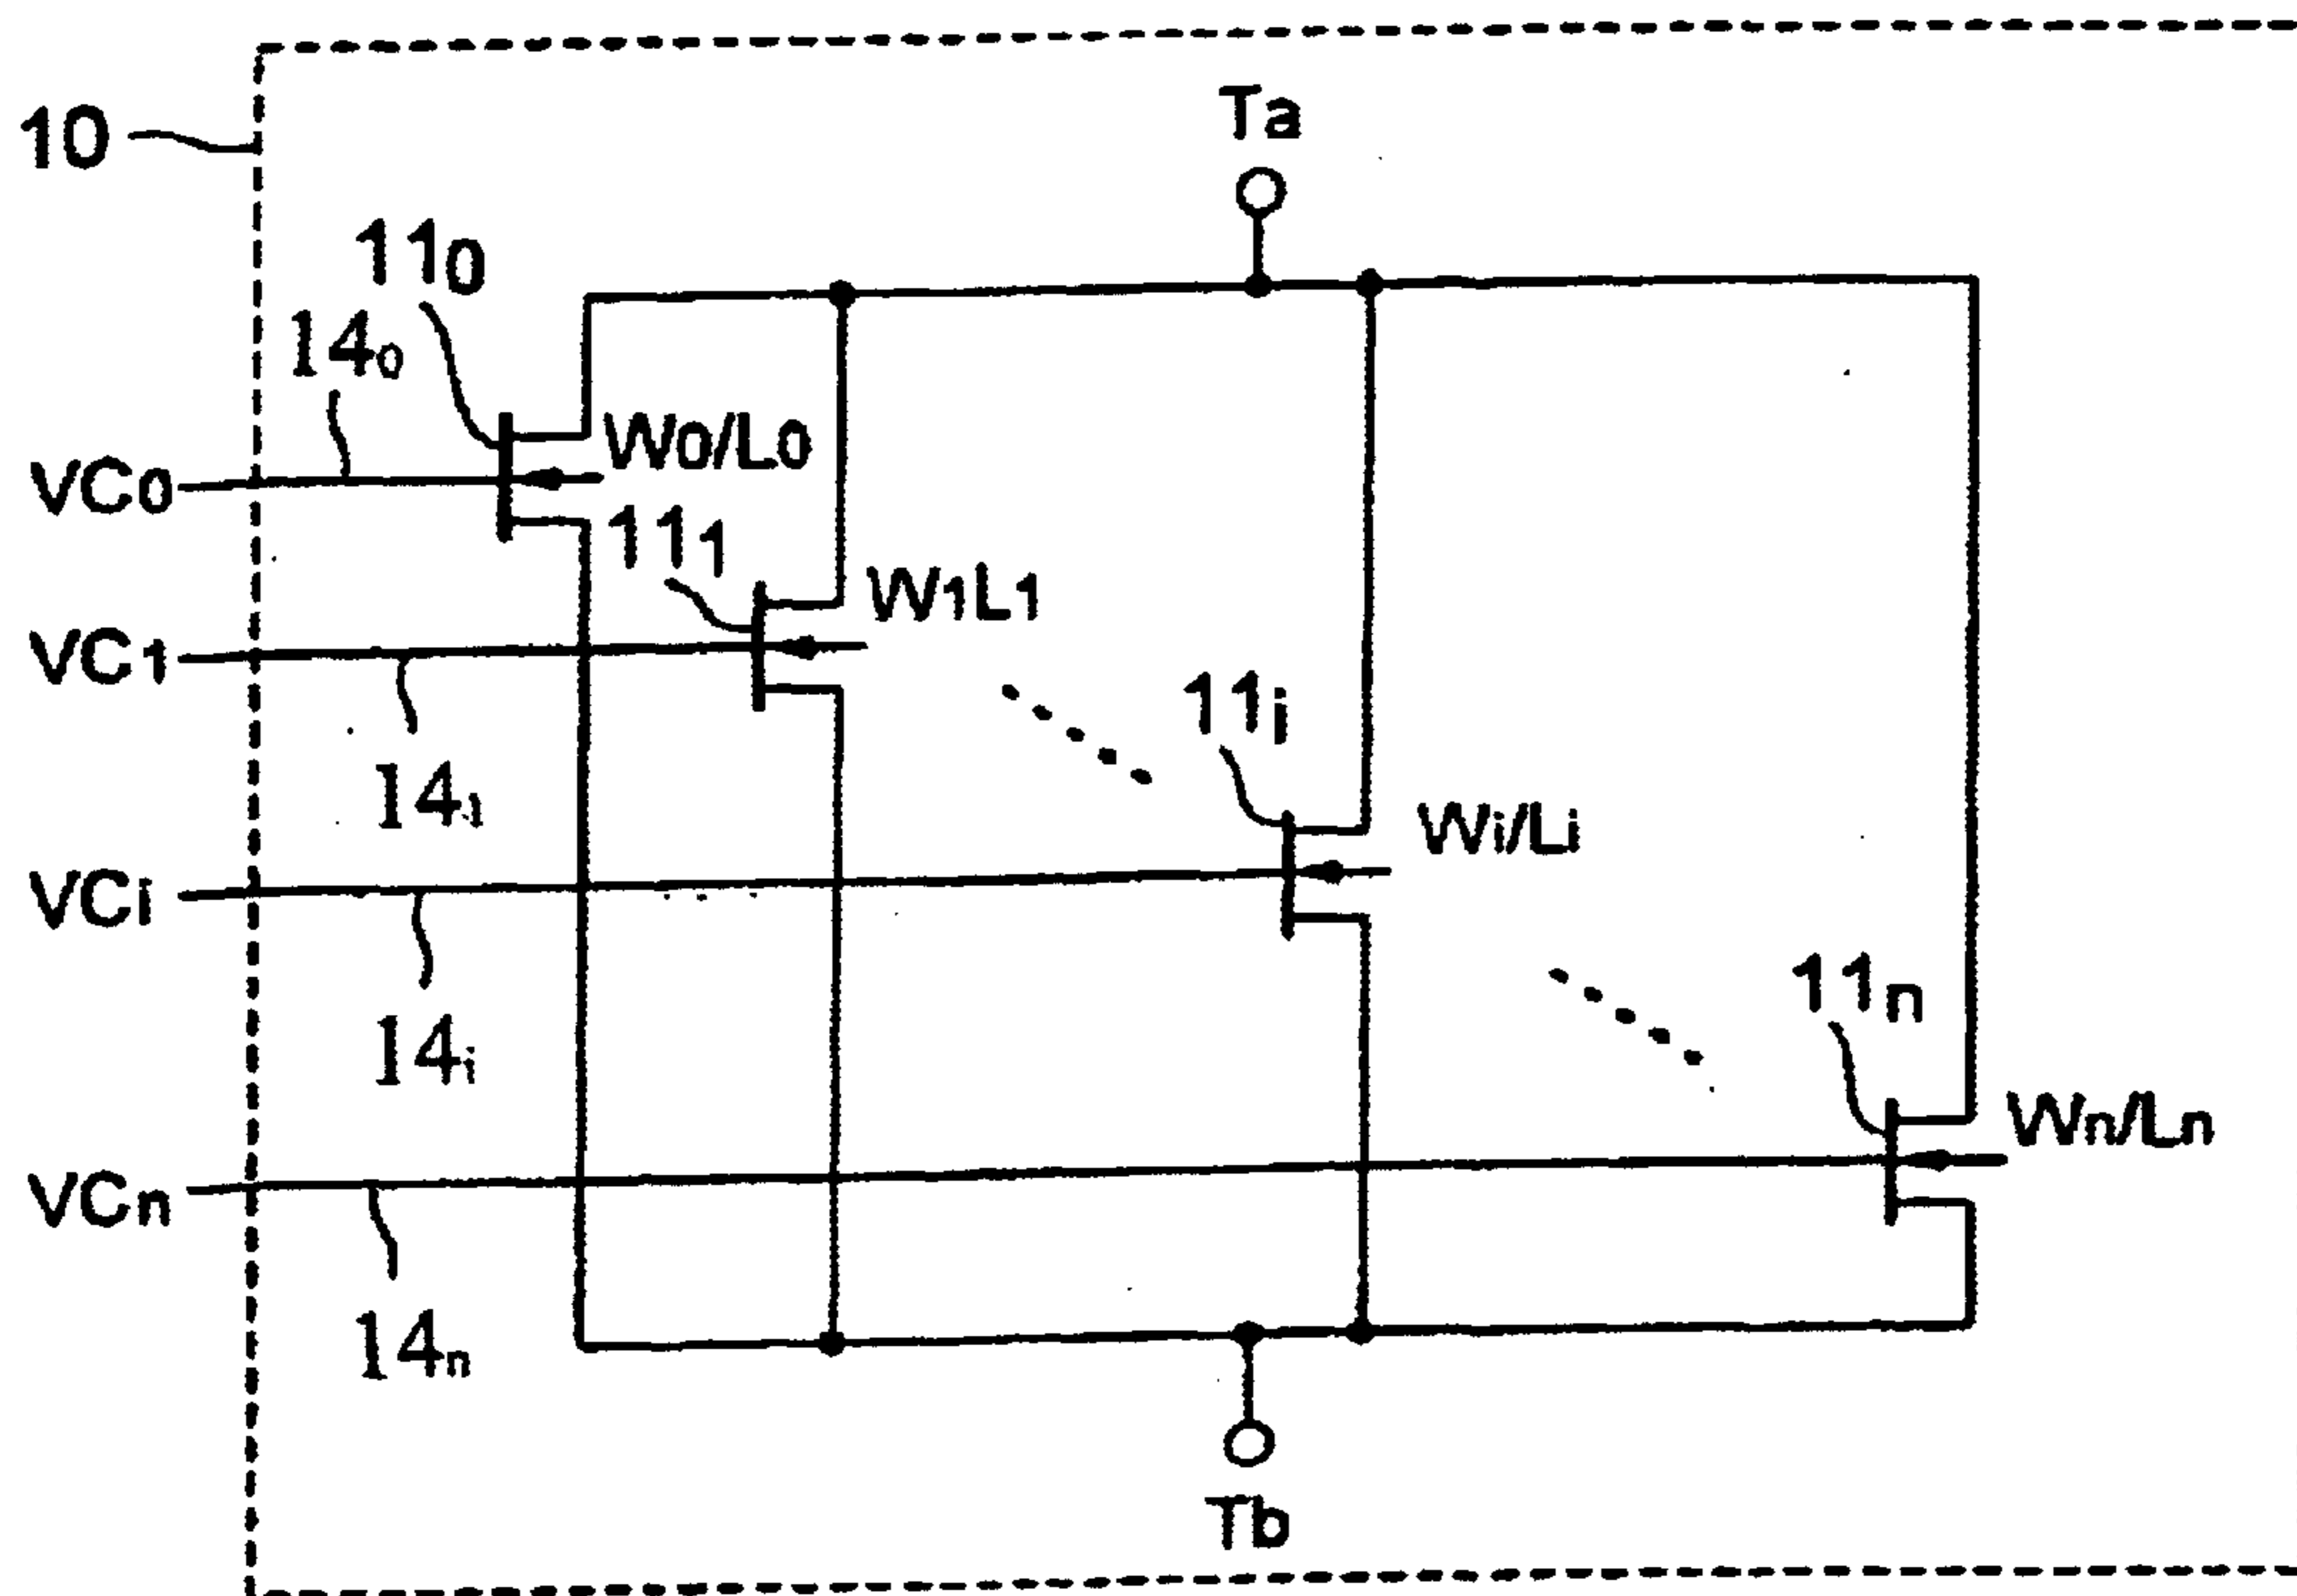 Ta
10
11₀
14₀
W0/L0
VC0
11₁
W1L1
VC1
11i
14₁
Wi/Li
VCi
11n
14i
Wn/Ln
VCn
14n
Tb